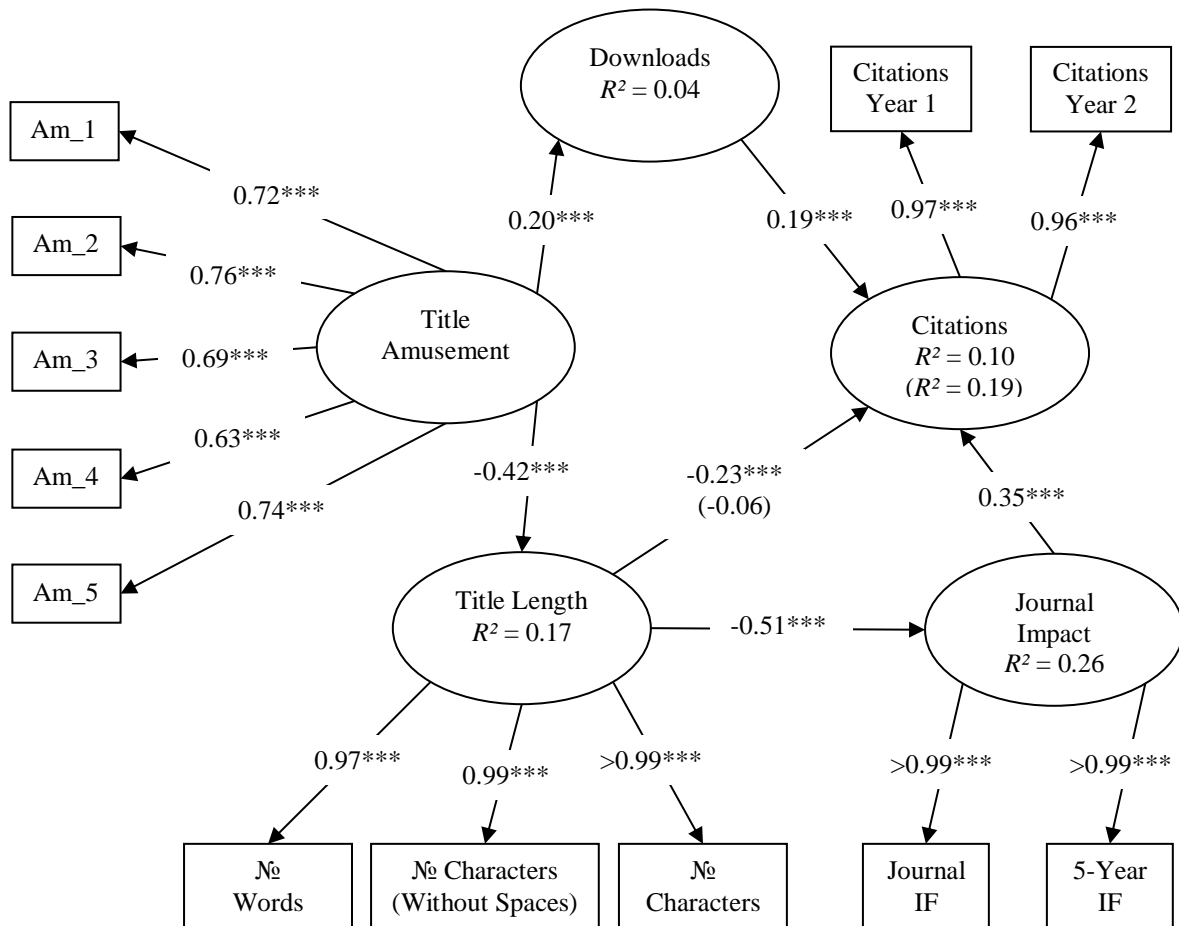 Downloads
R² = 0.04
Citations
Year 1
Citations
Year 2
Am_1
Am_2
Am_3
Am_4
Am_5
0.72***
0.76***
0.69***
0.63***
0.74***
0.20***
0.19***
0.97***
0.96***
Title
Amusement
Citations
R² = 0.10
(R² = 0.19)
-0.42***
-0.23***
(-0.06)
0.35***
Title Length
R² = 0.17
-0.51***
Journal
Impact
R² = 0.26
0.97***
0.99***
>0.99***
>0.99***
>0.99***
№
Words
№ Characters
(Without Spaces)
№
Characters
Journal
IF
5-Year
IF